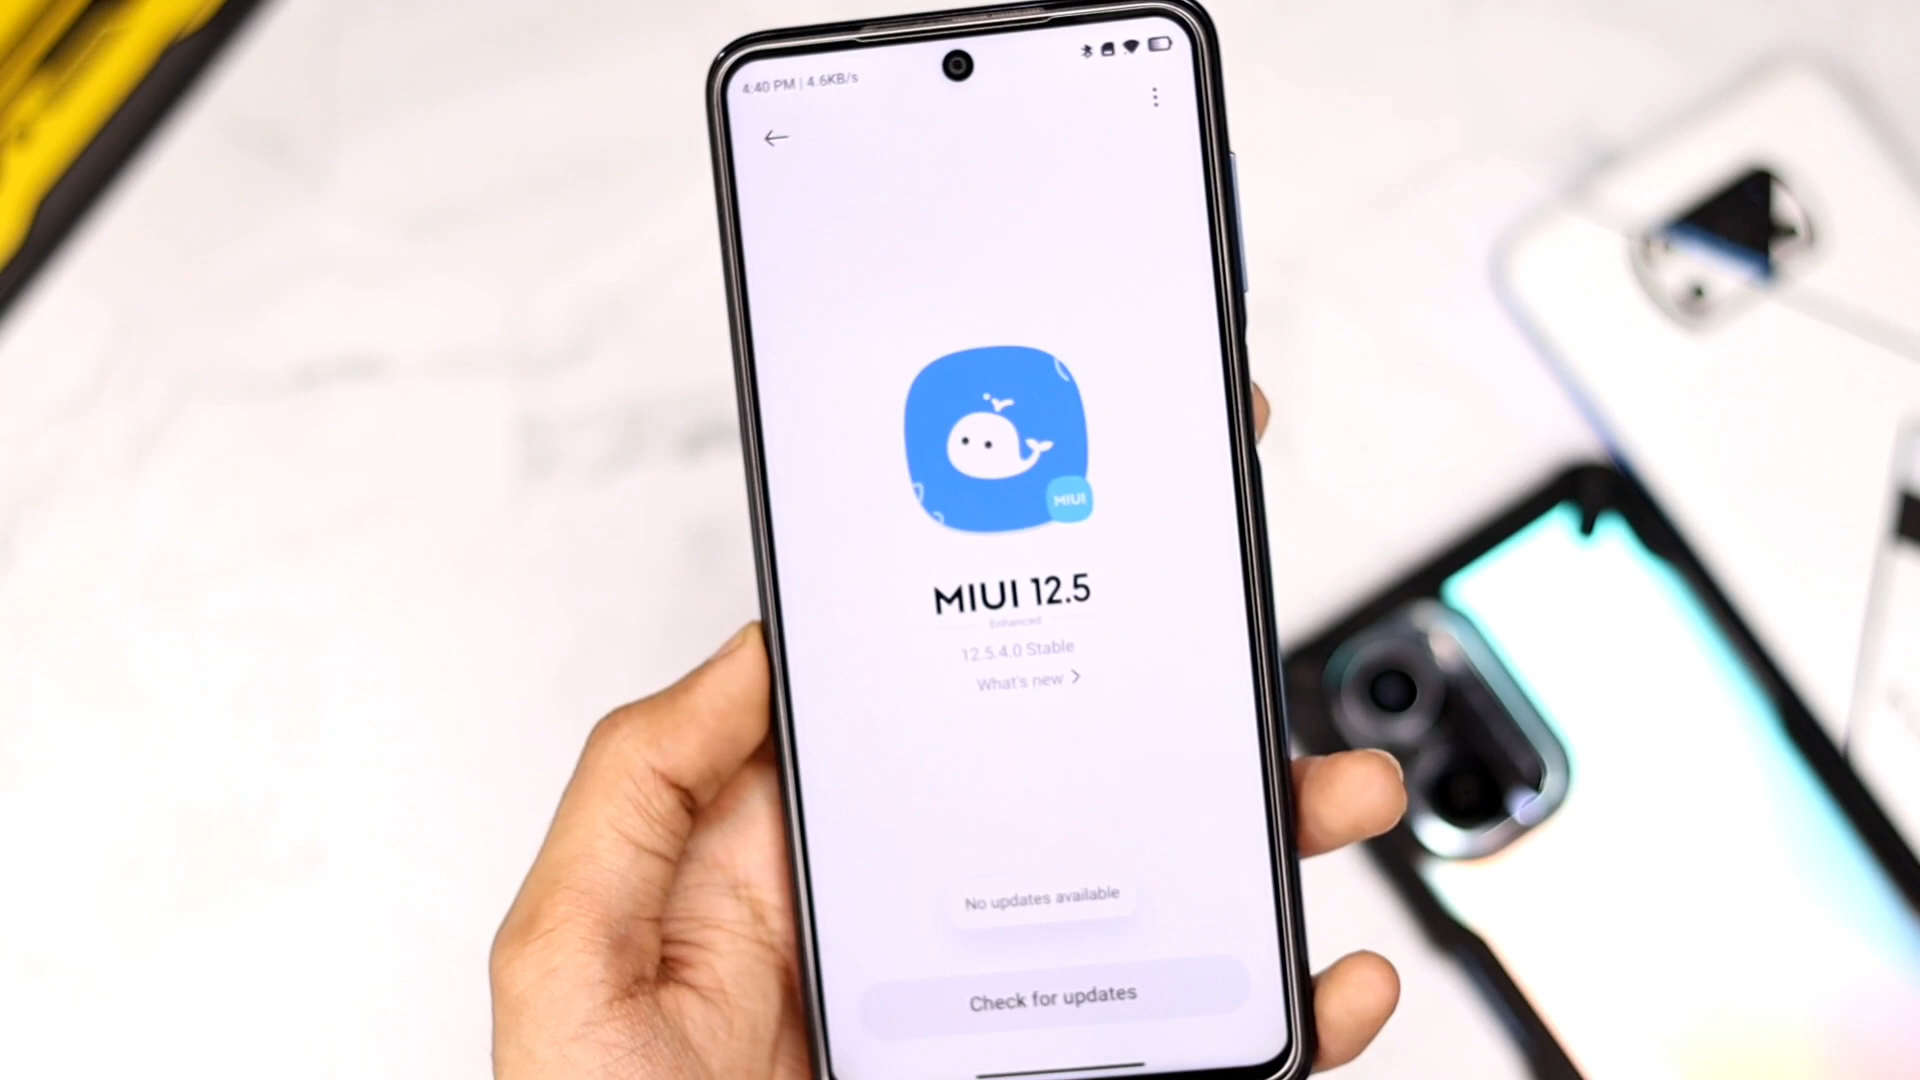 4:40 PM | 4.6KB/s
MIUI
MIUI 12.5
Enhanced
12.5.4.0 Stable
What's new
No updates available
Check for updates